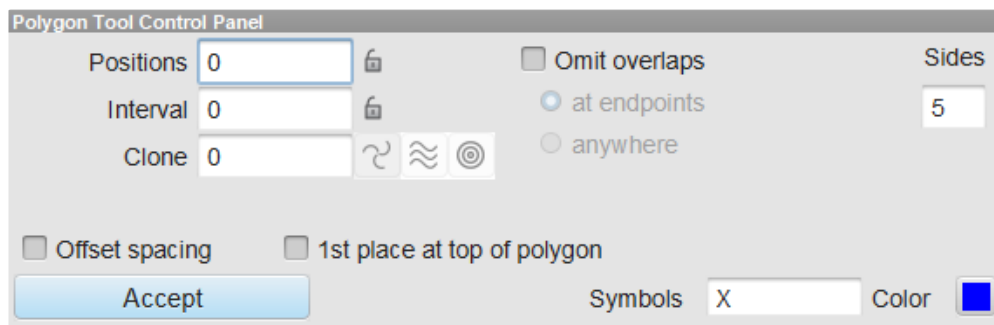 Polygon Tool Control Panel
Positions 0 Omit overlaps Sides
Interval 0 at endpoints 5
Clone 0 anywhere
Offset spacing 1st place at top of polygon
Accept Symbols X Color